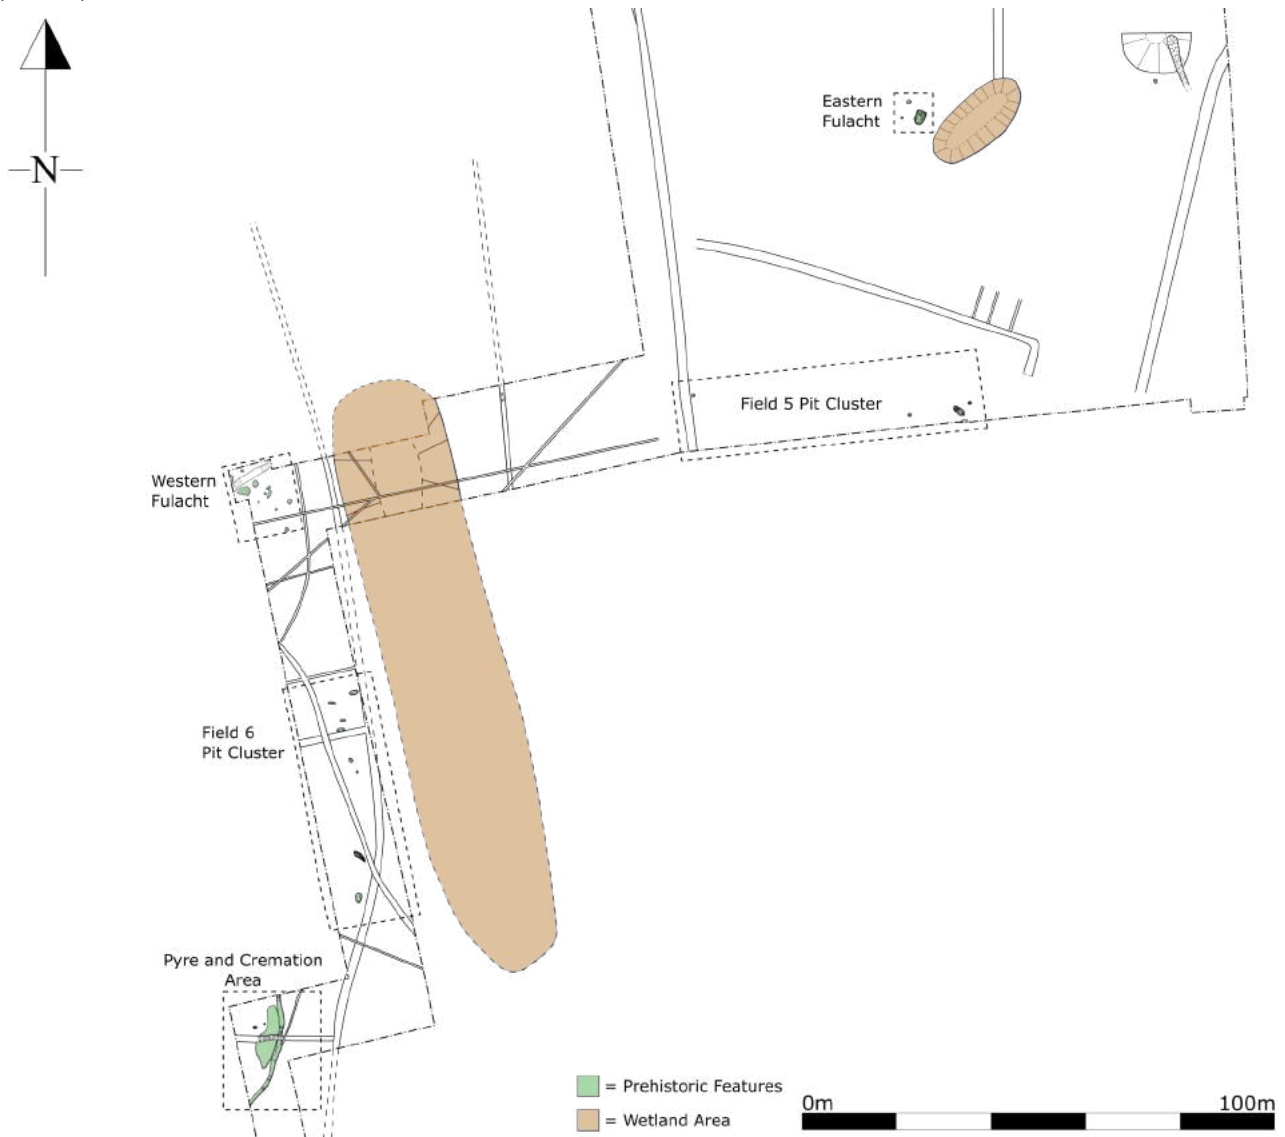 N
Eastern
Fulacht
Field 5 Pit Cluster
Western
Fulacht
Field 6
Pit Cluster
Pyre and Cremation
Area
= Prehistoric Features
= Wetland Area
0m 100m